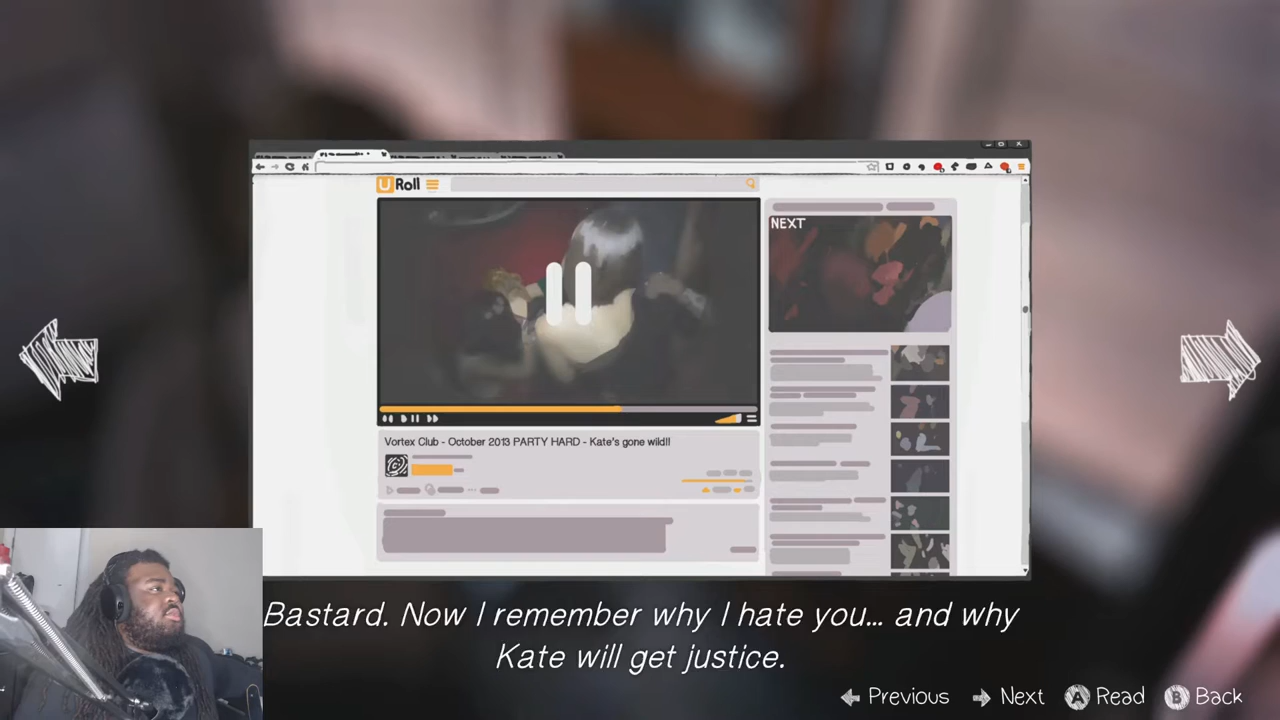 U Roll
NEXT
Vortex Club - October 2013 PARTY HARD - Kate's gone wild!!
Bastard. Now I remember why I hate you... and why
Kate will get justice.
Previous Next A Read B Back